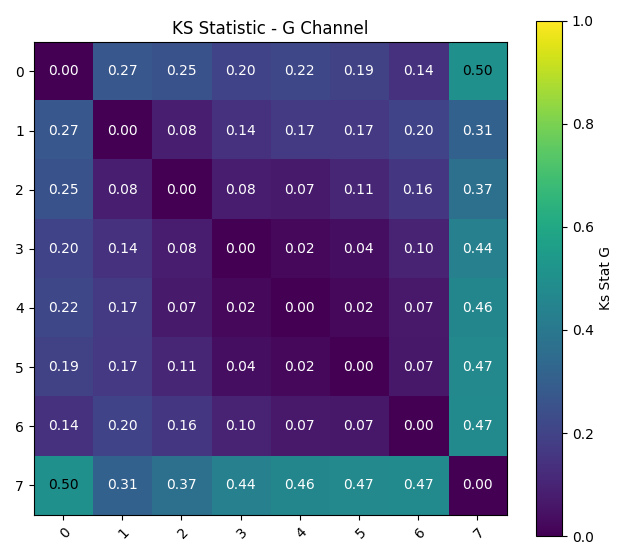 KS Statistic - G Channel
0 0.00 0.27 0.25 0.20 0.22 0.19 0.14 0.50
1 0.27 0.00 0.08 0.14 0.17 0.17 0.20 0.31
2 0.25 0.08 0.00 0.08 0.07 0.11 0.16 0.37
3 0.20 0.14 0.08 0.00 0.02 0.04 0.10 0.44
4 0.22 0.17 0.07 0.02 0.00 0.02 0.07 0.46
5 0.19 0.17 0.11 0.04 0.02 0.00 0.07 0.47
6 0.14 0.20 0.16 0.10 0.07 0.07 0.00 0.47
7 0.50 0.31 0.37 0.44 0.46 0.47 0.47 0.00
0 1 2 3 4 5 6 7
1.0
0.8
0.6
0.4
0.2
0.0
Ks Stat G